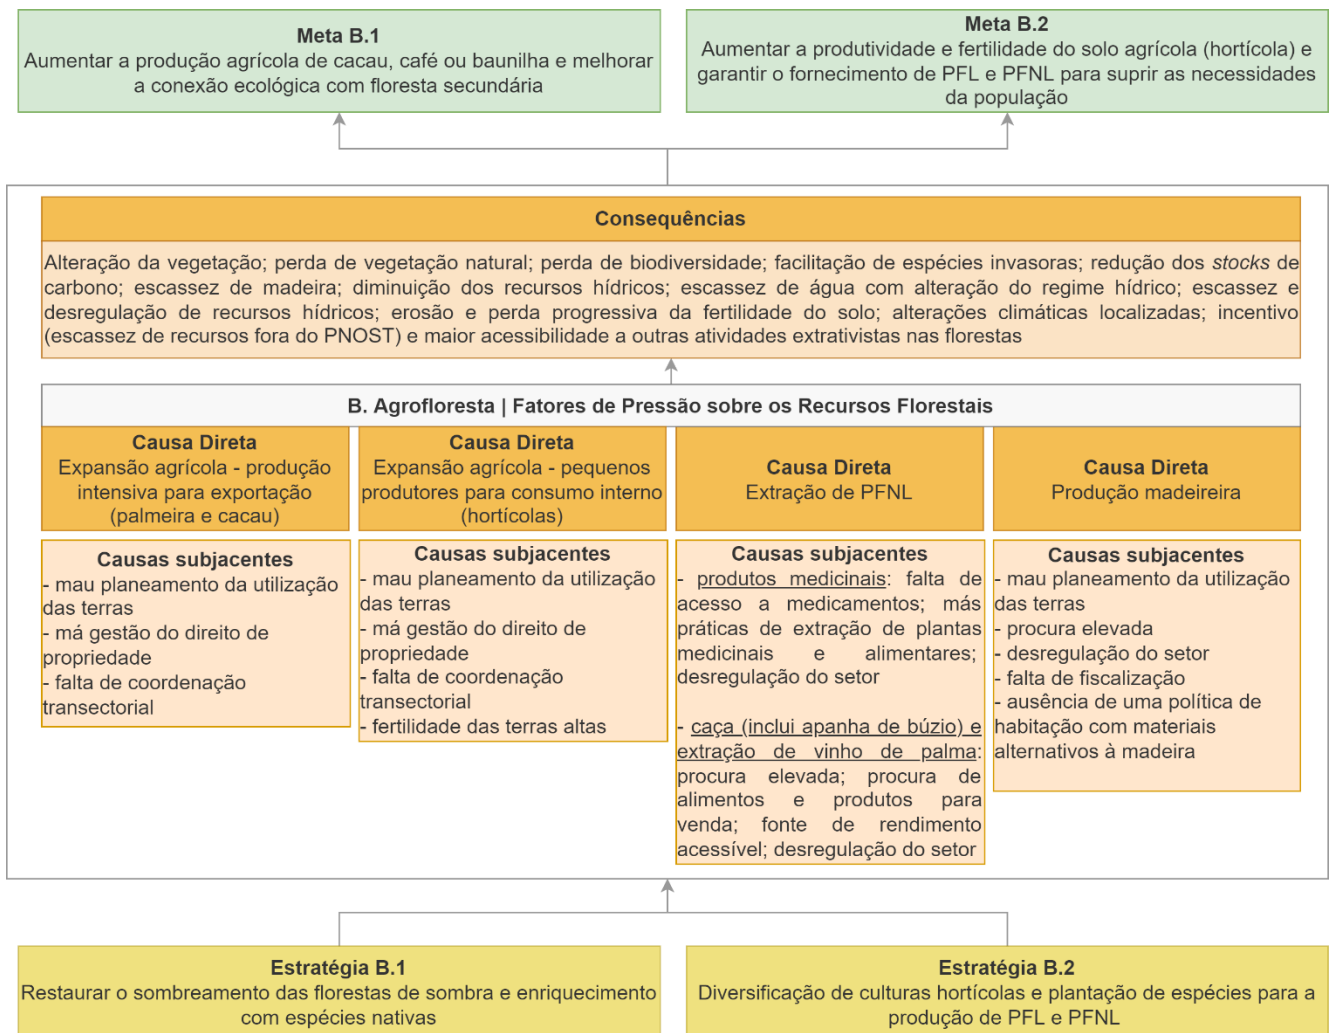 Meta B.1
Aumentar a produção agrícola de cacau, café ou baunilha e melhorar
a conexão ecológica com floresta secundária
Meta B.2
Aumentar a produtividade e fertilidade do solo agrícola (hortícola) e
garantir o fornecimento de PFL e PFNL para suprir as necessidades
da população
Consequências
Alteração da vegetação; perda de vegetação natural; perda de biodiversidade; facilitação de espécies invasoras; redução dos stocks de
carbono; escassez de madeira; diminuição dos recursos hídricos; escassez de água com alteração do regime hídrico; escassez e
desregulação de recursos hídricos; erosão e perda progressiva da fertilidade do solo; alterações climáticas localizadas; incentivo
(escassez de recursos fora do PNOST) e maior acessibilidade a outras atividades extrativistas nas florestas
B. Agrofloresta | Fatores de Pressão sobre os Recursos Florestais
Causa Direta
Expansão agrícola - produção
intensiva para exportação
(palmeira e cacau)
Causas subjacentes
- mau planeamento da utilização
das terras
- má gestão do direito de
propriedade
- falta de coordenação
transectorial
Causa Direta
Expansão agrícola - pequenos
produtores para consumo interno
(hortícolas)
Causas subjacentes
- mau planeamento da utilização
das terras
- má gestão do direito de
propriedade
- falta de coordenação
transectorial
- fertilidade das terras altas
Causa Direta
Extração de PFNL
Causas subjacentes
- produtos medicinais: falta de
acesso a medicamentos; más
práticas de extração de plantas
medicinais e alimentares;
desregulação do setor
- caça (inclui apanha de búzio) e
extração de vinho de palma:
procura elevada; procura de
alimentos e produtos para
venda; fonte de rendimento
acessível; desregulação do setor
Causa Direta
Produção madeireira
Causas subjacentes
- mau planeamento da utilização
das terras
- procura elevada
- desregulação do setor
- falta de fiscalização
- ausência de uma política de
habitação com materiais
alternativos à madeira
Estratégia B.1
Restaurar o sombreamento das florestas de sombra e enriquecimento
com espécies nativas
Estratégia B.2
Diversificação de culturas hortícolas e plantação de espécies para a
produção de PFL e PFNL